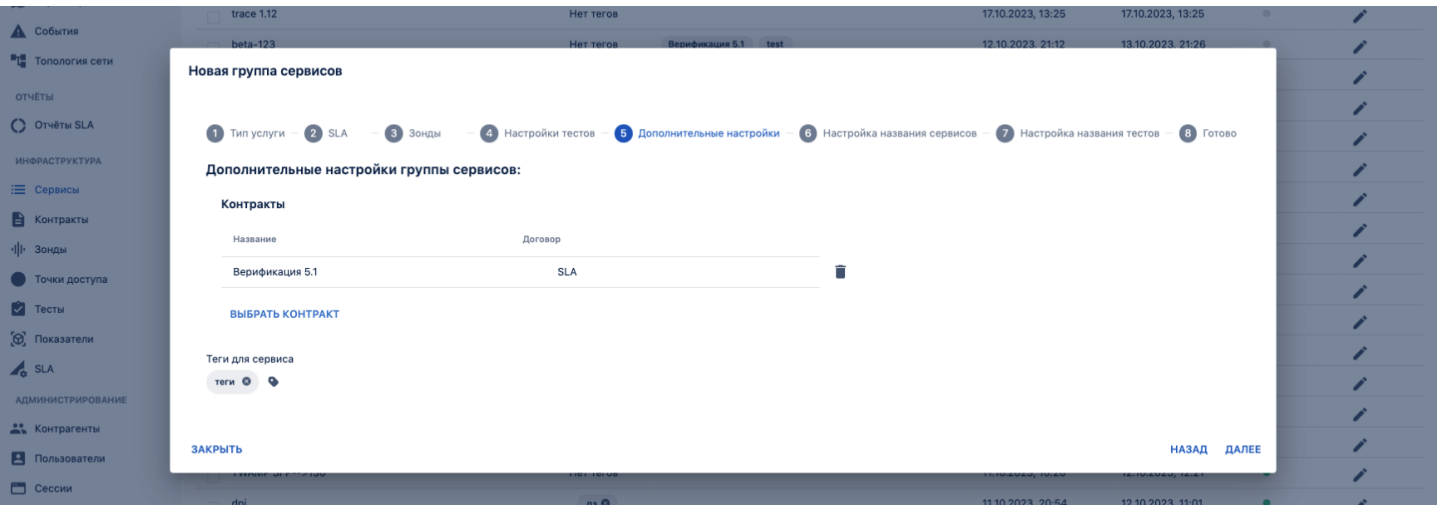 trace 1.12 Нет тегов 17.10.2023, 13:25 17.10.2023, 13:25
События
beta-123 Нет тегов Верификация 5.1 test 12.10.2023, 21:12 13.10.2023, 21:26
Топология сети
Новая группа сервисов
ОТЧЁТЫ
Отчёты SLA
1 Тип услуги 2 SLA 3 Зонды 4 Настройки тестов 5 Дополнительные настройки 6 Настройка названия сервисов 7 Настройка названия тестов 8 Готово
ИНФРАСТРУКТУРА
Дополнительные настройки группы сервисов:
Сервисы
Контракты
Контракты
Название Договор
Зонды
Верификация 5.1 SLA
Точки доступа
Тесты
ВЫБРАТЬ КОНТРАКТ
Показатели
Теги для сервиса
SLA
теги
АДМИНИСТРИРОВАНИЕ
Контрагенты
ЗАКРЫТЬ НАЗАД ДАЛЕЕ
Пользователи
Сессии
dpi 11.10.2023, 20:54 12.10.2023, 11:01